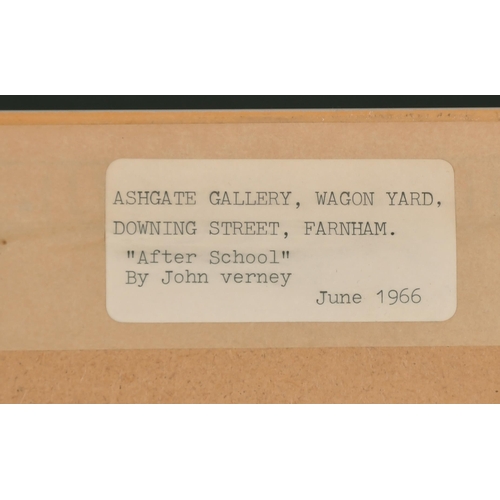 ASHGATE GALLERY, WAGON YARD,
DOWNING STREET, FARNHAM.
"After School"
By John verney
June 1966